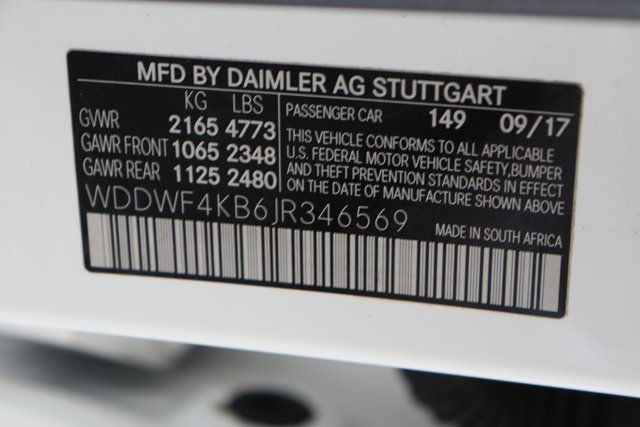 MFD BY DAIMLER AG STUTTGART
KG LBS
GVWR 2165 4773
GAWR FRONT 1065 2348
GAWR REAR 1125 2480
PASSENGER CAR 149 09/17
THIS VEHICLE CONFORMS TO ALL APPLICABLE
U.S. FEDERAL MOTOR VEHICLE SAFETY, BUMPER
AND THEFT PREVENTION STANDARDS IN EFFECT
ON THE DATE OF MANUFACTURE SHOWN ABOVE
WDDWF4KB6JR346569
MADE IN SOUTH AFRICA